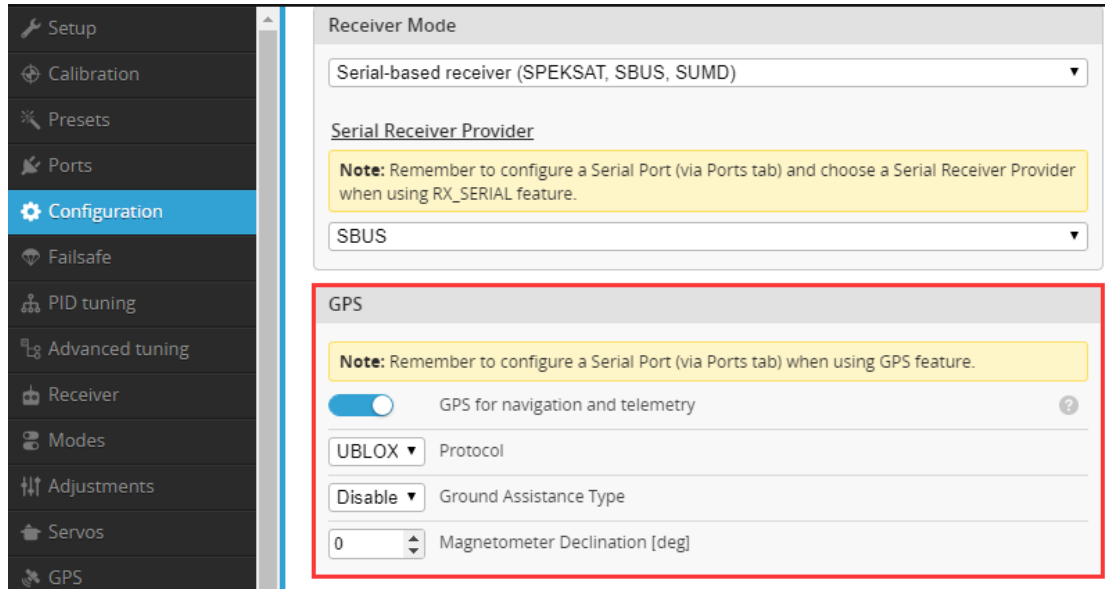 Setup
Calibration
Presets
Ports
Configuration
Failsafe
PID tuning
Advanced tuning
Receiver
Modes
Adjustments
Servos
GPS
Receiver Mode
Serial-based receiver (SPEKSAT, SBUS, SUMD)
Serial Receiver Provider
Note: Remember to configure a Serial Port (via Ports tab) and choose a Serial Receiver Provider
when using RX_SERIAL feature.
SBUS
GPS
Note: Remember to configure a Serial Port (via Ports tab) when using GPS feature.
GPS for navigation and telemetry ?
UBLOX Protocol
Disable Ground Assistance Type
0 Magnetometer Declination [deg]